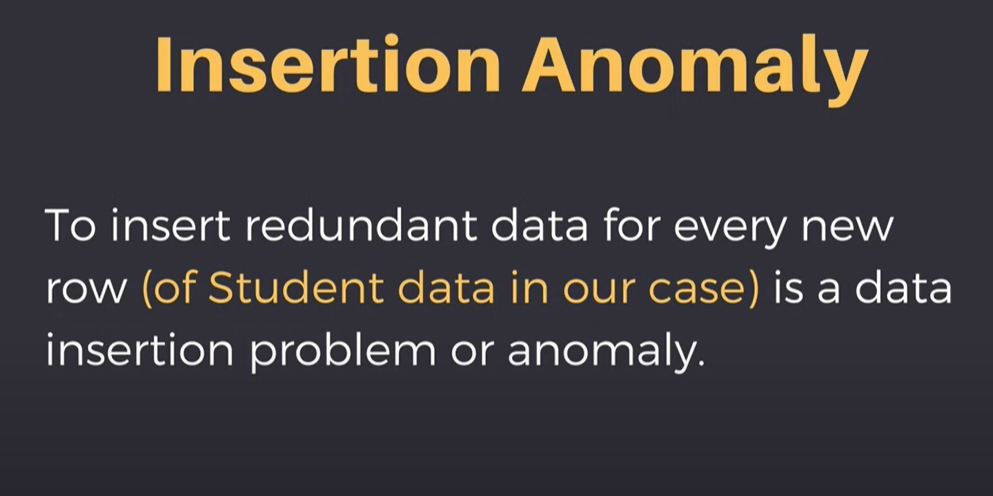 Insertion Anomaly
To insert redundant data for every new
row (of Student data in our case) is a data
insertion problem or anomaly.